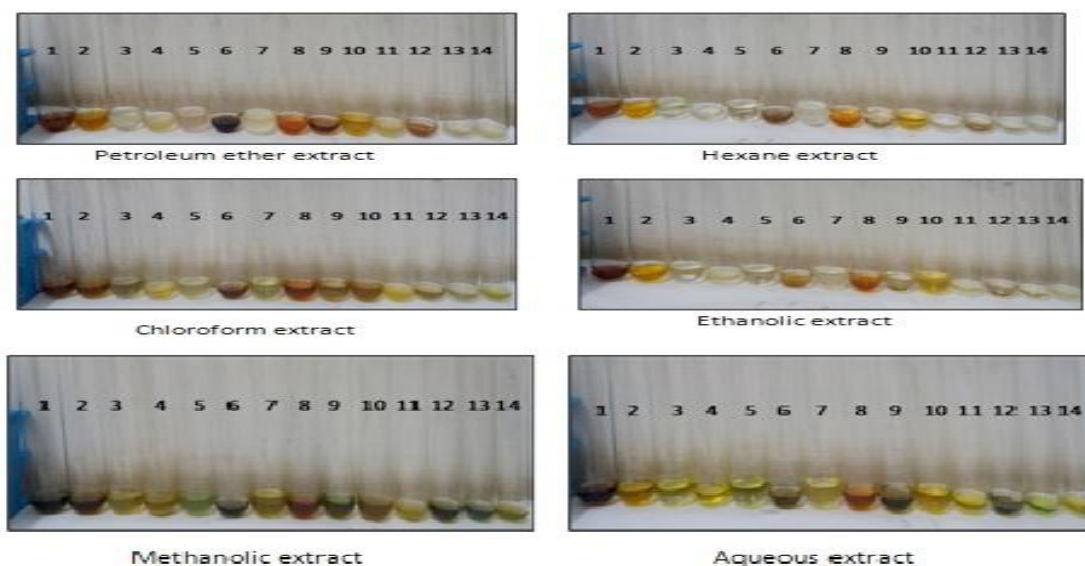 1 2 3 4 5 6 7 8 9 10 11 12 13 14
Petroleum ether extract
1 2 3 4 5 6 7 8 9 10 11 12 13 14
Hexane extract
1 2 3 4 5 6 7 8 9 10 11 12 13 14
Chloroform extract
1 2 3 4 5 6 7 8 9 10 11 12 13 14
Ethanolic extract
1 2 3 4 5 6 7 8 9 10 11 12 13 14
Methanolic extract
1 2 3 4 5 6 7 8 9 10 11 12 13 14
Aqueous extract